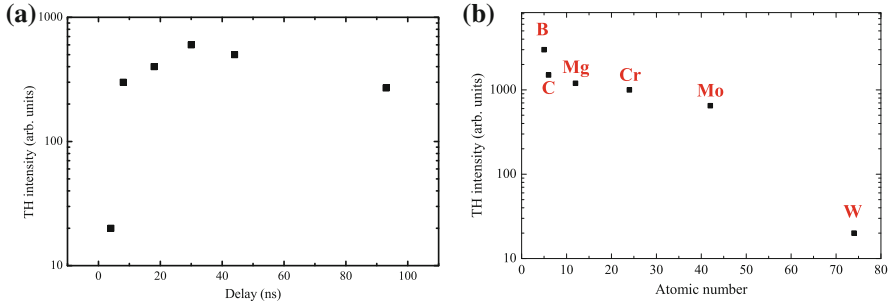 (a)
1000
100
10
TH intensity (arb. units)
0 20 40 60 80 100
Delay (ns)
(b)
1000
100
10
TH intensity (arb. units)
B
C
Mg
Cr
Mo
W
0 10 20 30 40 50 60 70 80
Atomic number